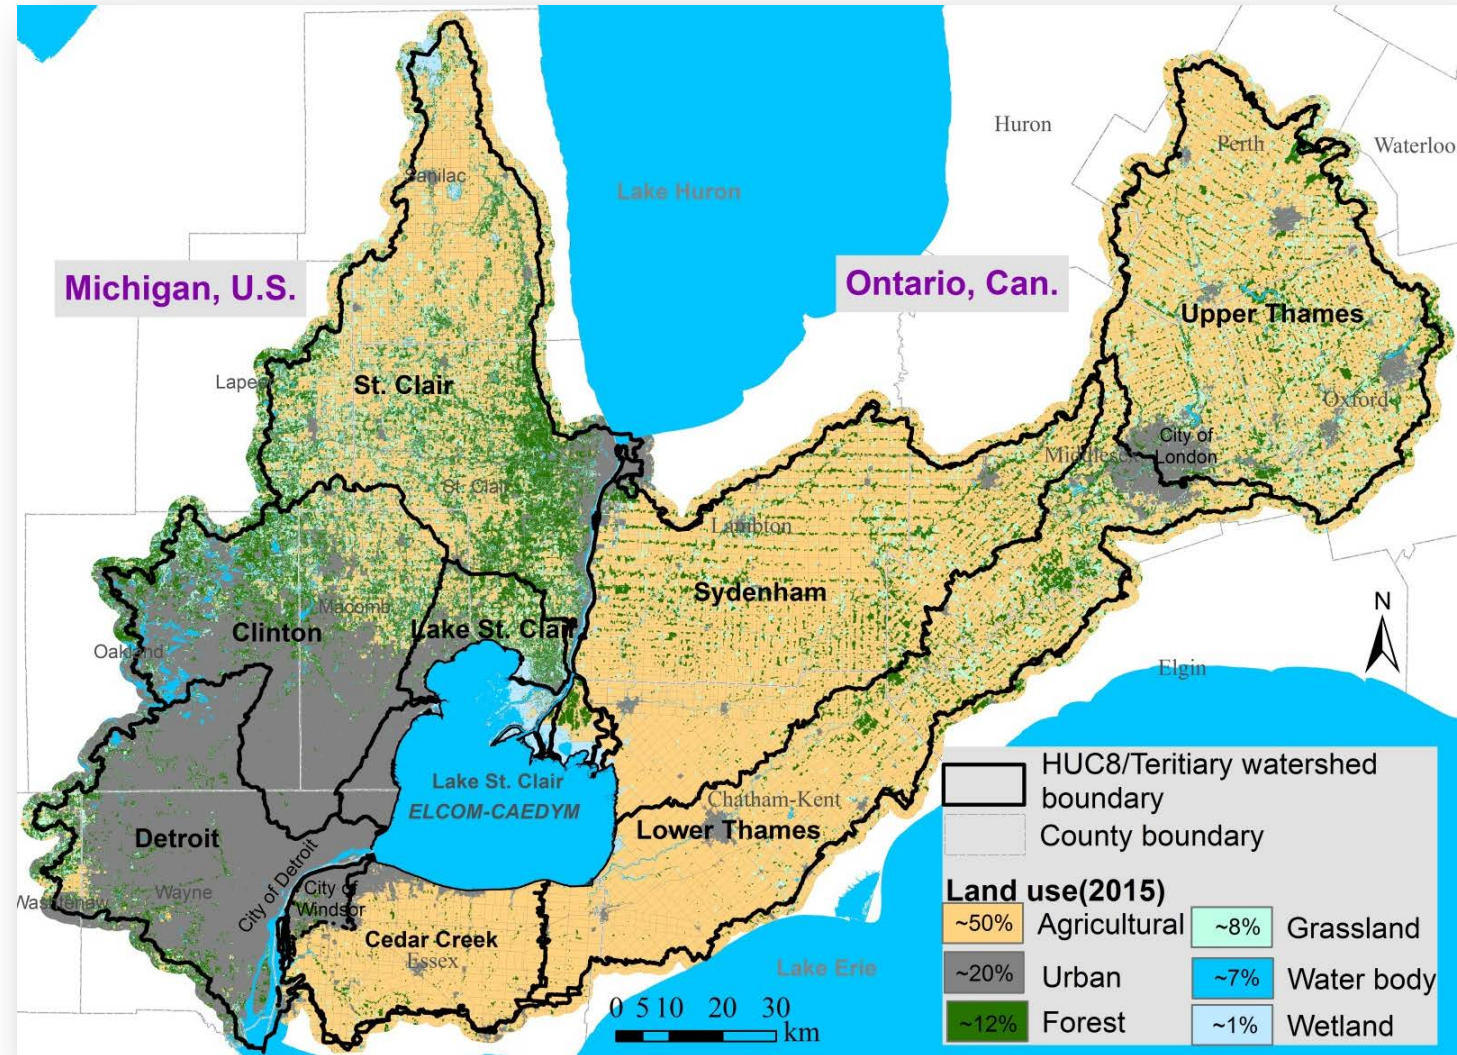 Huron
Perth
Waterloo
Sanilac
Lake Huron
Michigan, U.S.
Ontario, Can.
Upper Thames
St. Clair
Lapeer
Oxford
City of
London
Middlesex
St. Clair
Lambton
Sydenham
Macomb
Clinton
Lake St. Clair
Oakland
N
Elgin
Lake St. Clair
ELCOM-CAEDYM
Chatham-Kent
Lower Thames
Detroit
City of Detroit
Wayne
Washtenaw
City of
Windsor
Cedar Creek
Essex
Lake Erie
0 5 10 20 30
km
HUC8/Teritiary watershed
boundary
County boundary
Land use(2015)
~50% Agricultural
~8% Grassland
~20% Urban
~7% Water body
~12% Forest
~1% Wetland